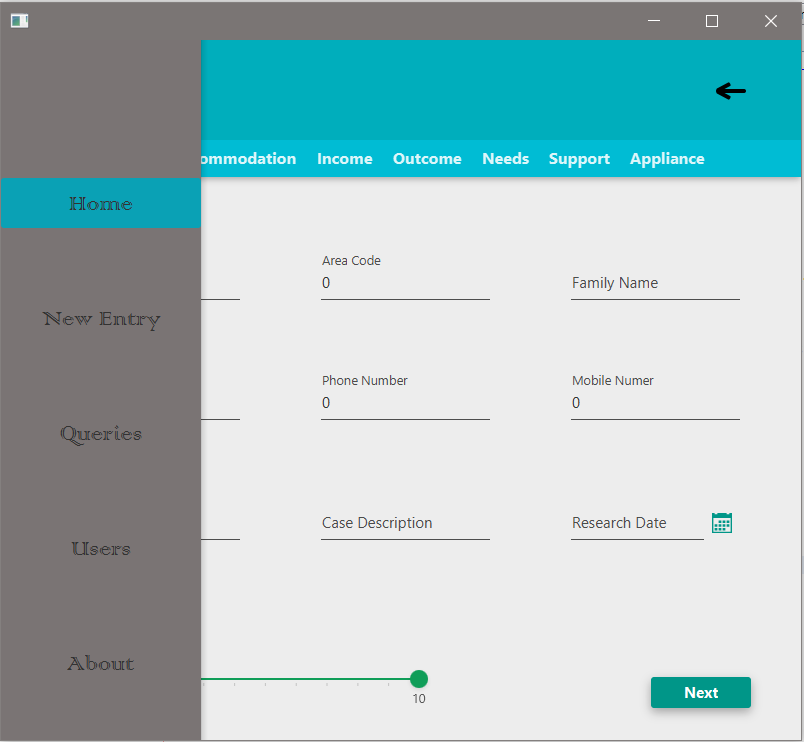 ommodation Income Outcome Needs Support Appliance
Home
Area Code
0
Family Name
New Entry
Phone Number
0
Mobile Numer
0
Queries
Case Description
Research Date
Users
About
10
Next